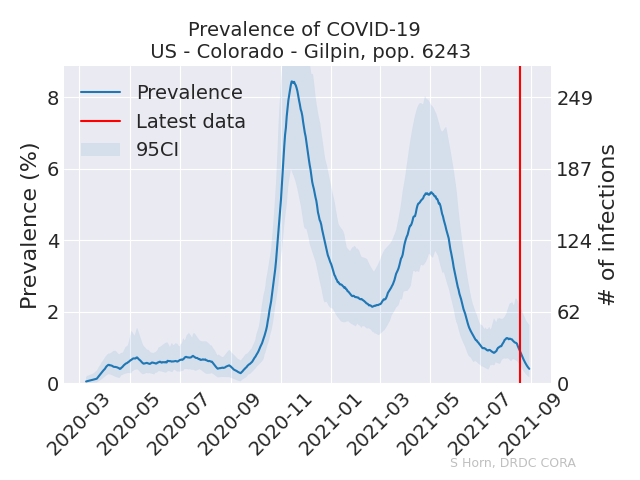 Prevalence of COVID-19
US - Colorado - Gilpin, pop. 6243
Prevalence
Latest data
95CI
Prevalence (%)
8
6
4
2
0
249
187
124
62
0
# of infections
2020-03
2020-05
2020-07
2020-09
2020-11
2021-01
2021-03
2021-05
2021-07
2021-09
S Horn, DRDC CORA